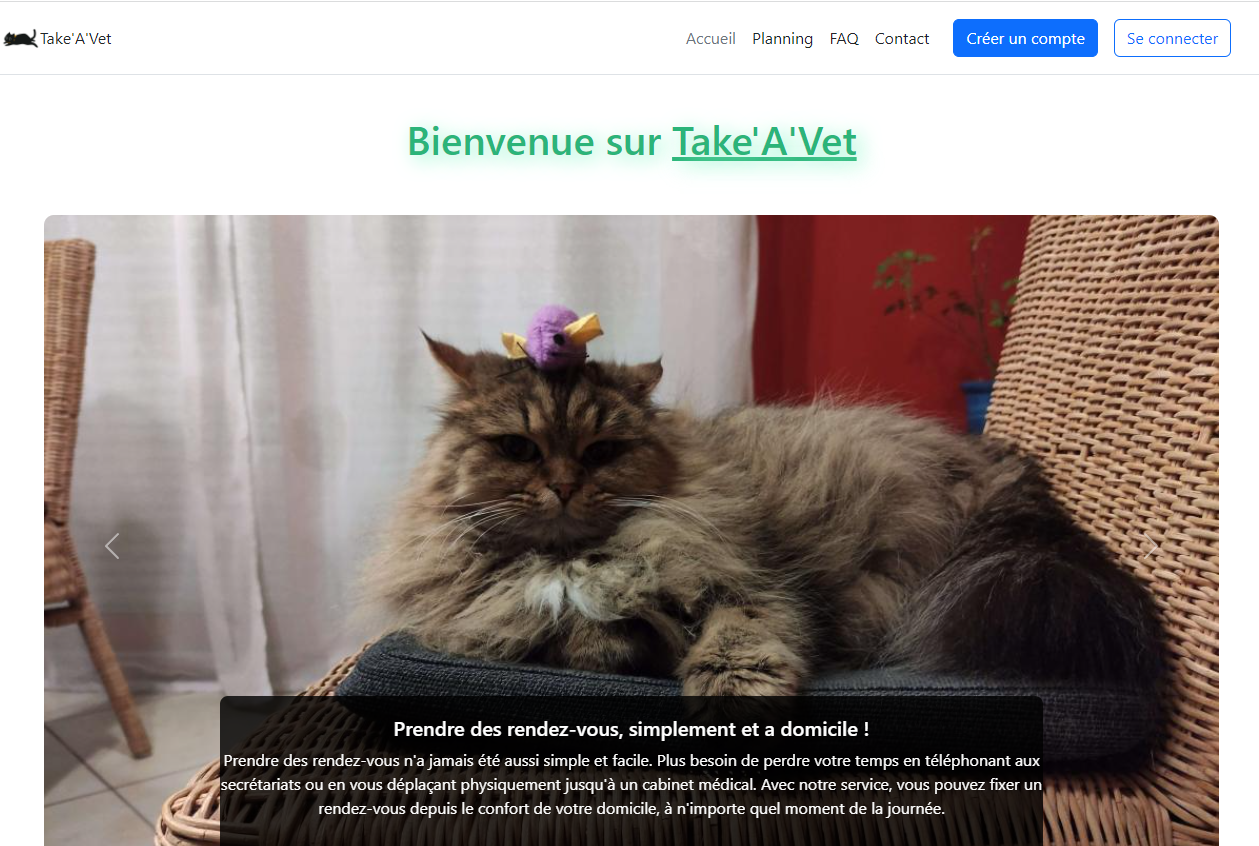 Take'A'Vet
Accueil Planning FAQ Contact Créer un compte Se connecter
Bienvenue sur Take'A'Vet
Prendre des rendez-vous, simplement et a domicile !
Prendre des rendez-vous n'a jamais été aussi simple et facile. Plus besoin de perdre votre temps en téléphonant aux
secrétariats ou en vous déplaçant physiquement jusqu'à un cabinet médical. Avec notre service, vous pouvez fixer un
rendez-vous depuis le confort de votre domicile, à n'importe quel moment de la journée.